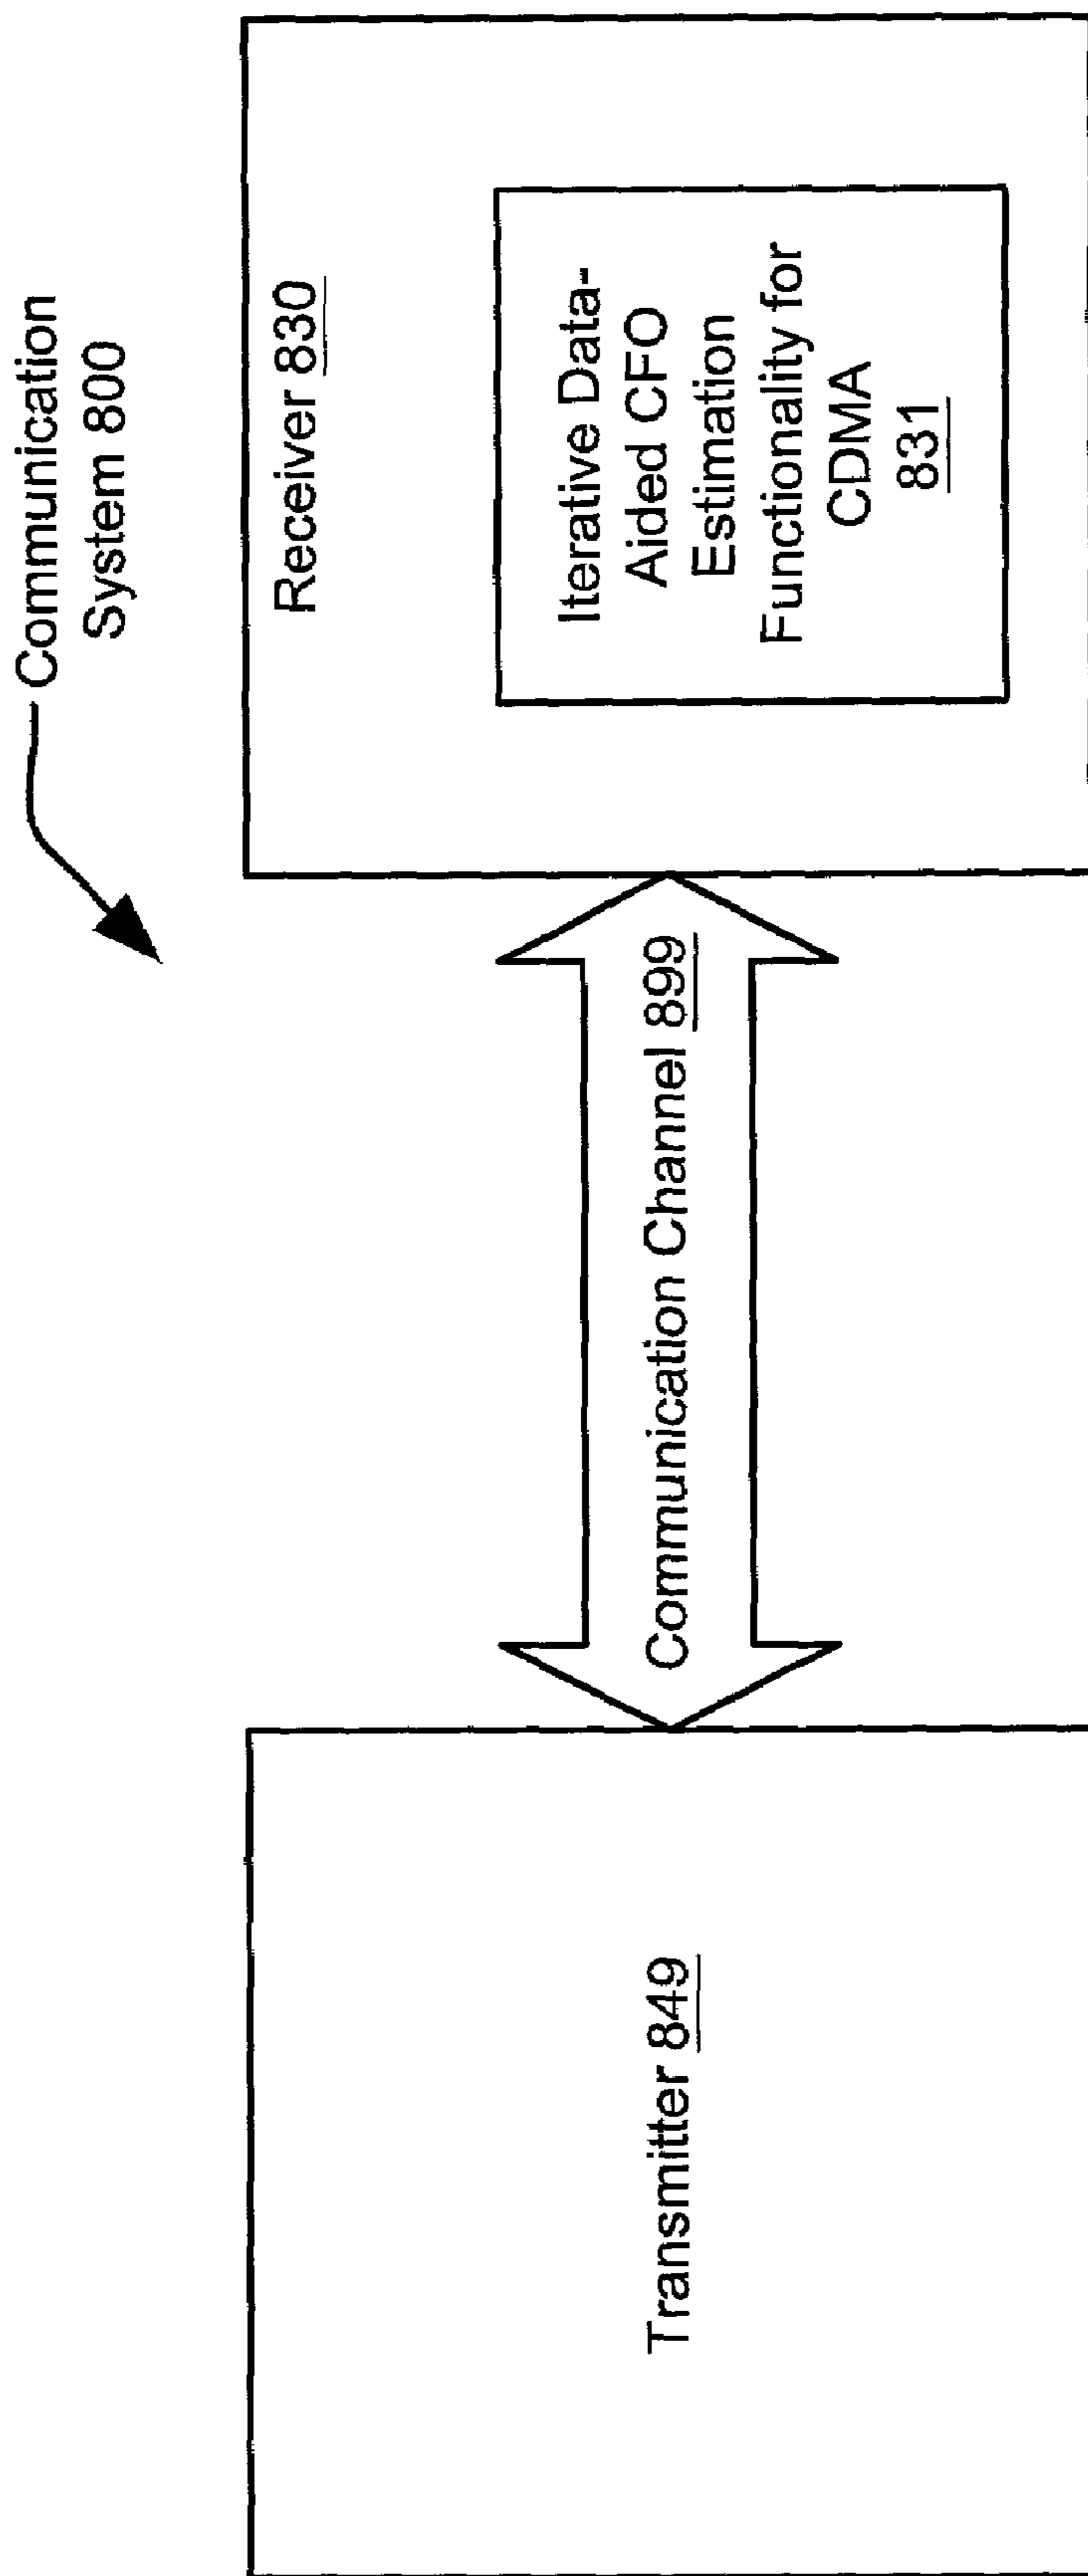 Communication
System 800
Transmitter 849
Communication Channel 899
Receiver 830
Iterative Data-
Aided CFO
Estimation
Functionality for
CDMA
831